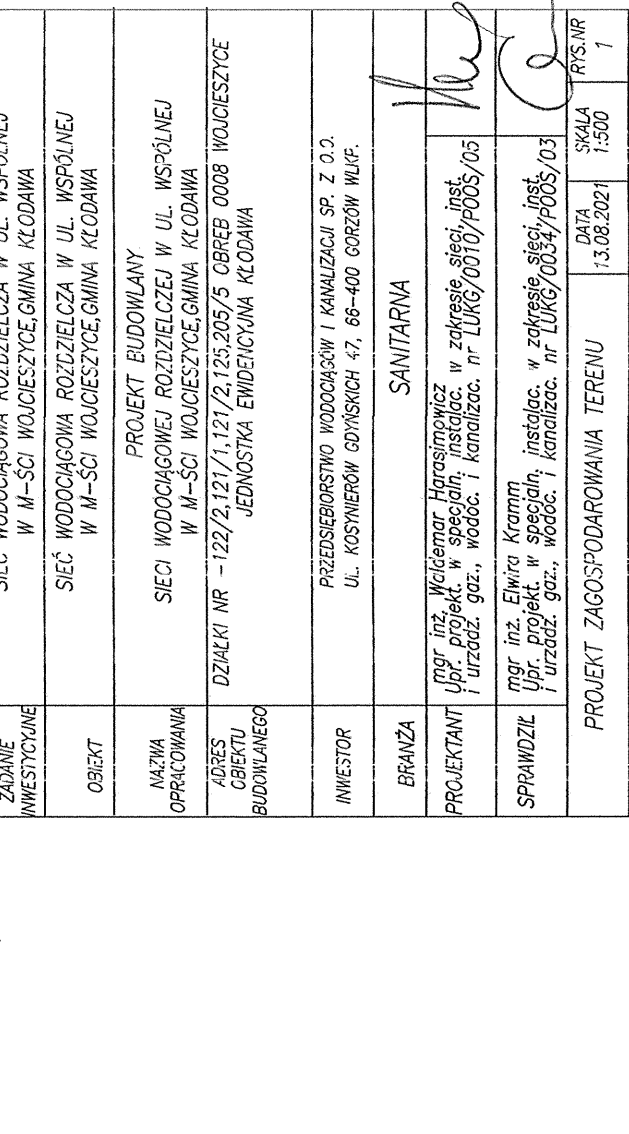 ZADANIE
INWESTYCYJNE
SIEĆ WODOCIĄGOWA ROZDZIELCZA W UL. WSPÓLNEJ
W M-ŚCI WOJCIESZYCE,GMINA KŁODAWA
OBIEKT
SIEĆ WODOCIĄGOWA ROZDZIELCZA W UL. WSPÓLNEJ
W M-ŚCI WOJCIESZYCE,GMINA KŁODAWA
NAZWA
OPRACOWANIA
PROJEKT BUDOWLANY
SIECI WODOCIĄGOWEJ ROZDZIELCZEJ W UL. WSPÓLNEJ
W M-ŚCI WOJCIESZYCE,GMINA KŁODAWA
ADRES
OBIEKTU
BUDOWLANEGO
DZIAŁKI NR -122/2,121/1,121/2,125,205/5 OBRĘB 0008 WOJCIESZYCE
JEDNOSTKA EWIDENCYJNA KŁODAWA
INWESTOR
PRZEDSIĘBIORSTWO WODOCIĄGÓW I KANALIZACJI SP. Z O.O.
UL. KOSYNIERÓW GDYŃSKICH 47, 66-400 GORZÓW WLKP.
BRANŻA
SANITARNA
PROJEKTANT
mgr inż. Waldemar Harasimowicz
Upr. projekt. w specjaln. instalac. w zakresie sieci, inst.
i urządz. gaz., wodoc. i kanalizac. nr LUKG/0010/POOS/05
SPRAWDZIŁ
mgr inż. Elwira Kramm
Upr. projekt. w specjaln. instalac. w zakresie sieci, inst.
i urządz. gaz., wodoc. i kanalizac. nr LUKG/0034/POOS/03
PROJEKT ZAGOSPODAROWANIA TERENU
DATA
13.08.2021
SKALA
1:500
RYS.NR
1